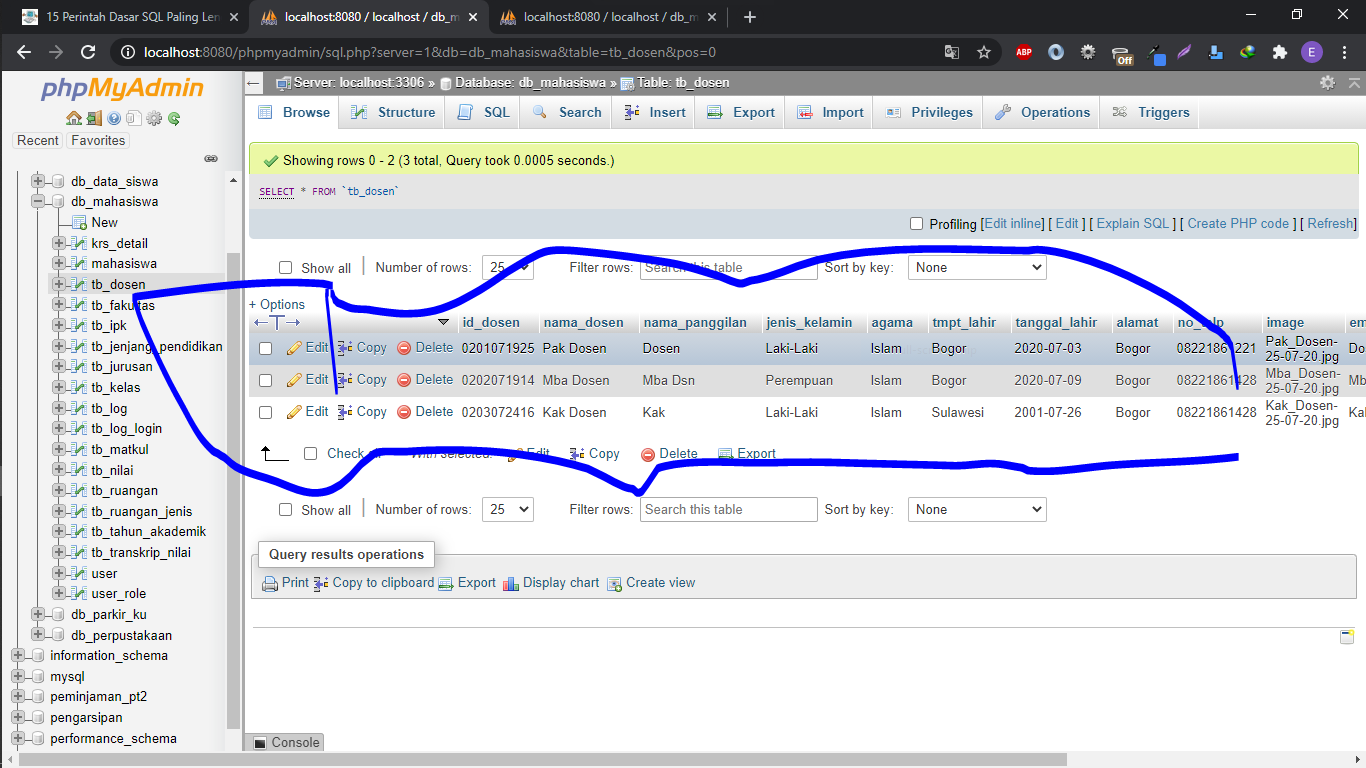 15 Perintah Dasar SQL Paling Len
localhost:8080 / localhost / db_m
localhost:8080 / localhost / db_m
localhost:8080/phpmyadmin/sql.php?server=1&db=db_mahasiswa&table=tb_dosen&pos=0
ABP
Off
E
phpMyAdmin
Recent Favorites
db_data_siswa
db_mahasiswa
New
krs_detail
mahasiswa
tb_dosen
tb_fakultas
tb_ipk
tb_jenjang_pendidikan
tb_jurusan
tb_kelas
tb_log
tb_log_login
tb_matkul
tb_nilai
tb_ruangan
tb_ruangan_jenis
tb_tahun_akademik
tb_transkrip_nilai
user
user_role
db_parkir_ku
db_perpustakaan
information_schema
mysql
peminjaman_pt2
pengarsipan
performance_schema
Server: localhost:3306 » Database: db_mahasiswa » Table: tb_dosen
Browse Structure SQL Search Insert Export Import Privileges Operations Triggers
Showing rows 0 - 2 (3 total, Query took 0.0005 seconds.)
SELECT * FROM `tb_dosen`
Profiling [Edit inline] [ Edit ] [ Explain SQL ] [ Create PHP code ] [ Refresh]
Show all | Number of rows: 25 Filter rows: Search this table Sort by key: None
+ Options
←T→ id_dosen nama_dosen nama_panggilan jenis_kelamin agama tmpt_lahir tanggal_lahir alamat image em
Edit Copy Delete 0201071925 Pak Dosen Dosen Laki-Laki Islam Bogor 2020-07-03 Bogor Pak_Dosen-25-07-20.jpg Do
Edit Copy Delete 0202071914 Mba Dosen Mba Dsn Perempuan Islam Bogor 2020-07-09 Bogor Mba_Dosen-25-07-20.jpg Mb
Edit Copy Delete 0203072416 Kak Dosen Kak Laki-Laki Islam Sulawesi 2001-07-26 Bogor 08221861428 Kak_Dosen-25-07-20.jpg Kal
Check all With selected: Edit Copy Delete Export
Show all | Number of rows: 25 Filter rows: Search this table Sort by key: None
Query results operations
Print Copy to clipboard Export Display chart Create view
Console